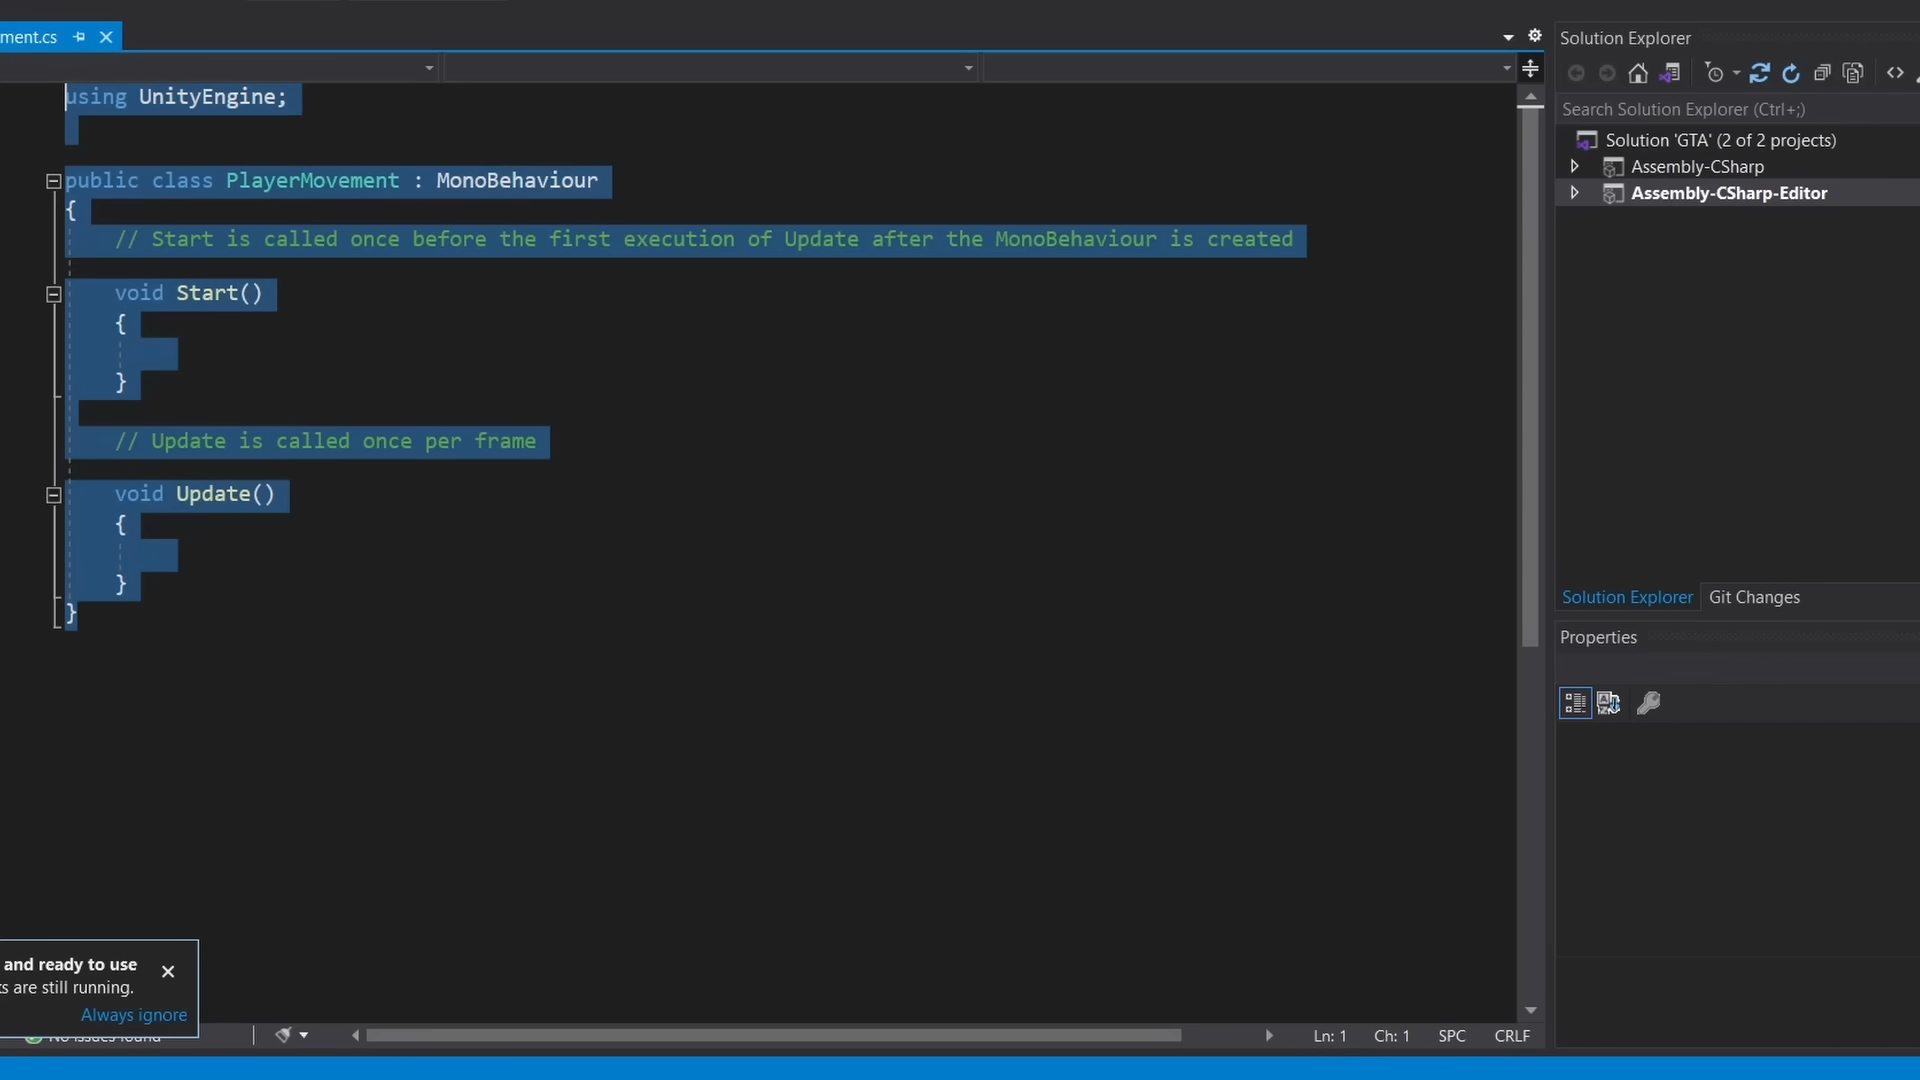 ment.cs
using UnityEngine;
public class PlayerMovement : MonoBehaviour
{
// Start is called once before the first execution of Update after the MonoBehaviour is created
void Start()
{
}
// Update is called once per frame
void Update()
{
}
}
and ready to use
s are still running.
Always ignore
No issues found
Ln: 1 Ch: 1 SPC CRLF
Solution Explorer
Search Solution Explorer (Ctrl+;)
Solution 'GTA' (2 of 2 projects)
Assembly-CSharp
Assembly-CSharp-Editor
Solution Explorer Git Changes
Properties